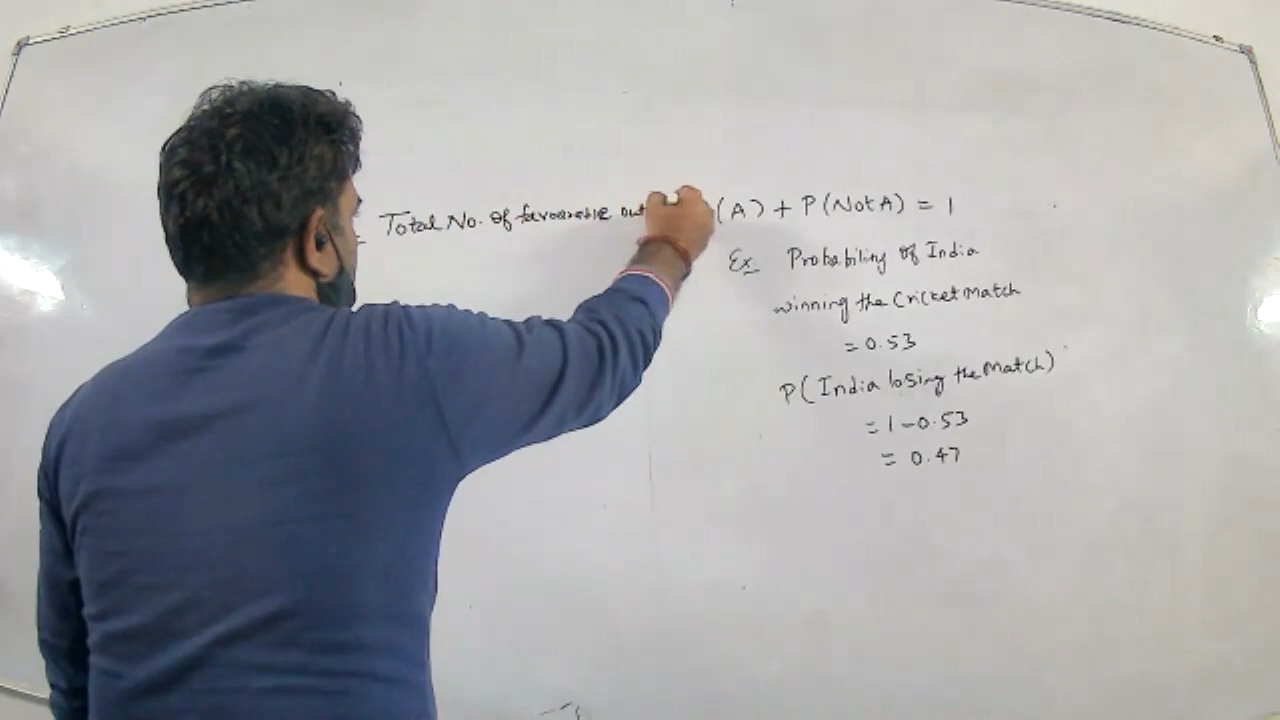 = Total No. of favourable out
(A) + P(Not A) = 1
Ex Probability of India
winning the Cricket Match
= 0.53
P(India losing the Match)
= 1-0.53
= 0.47